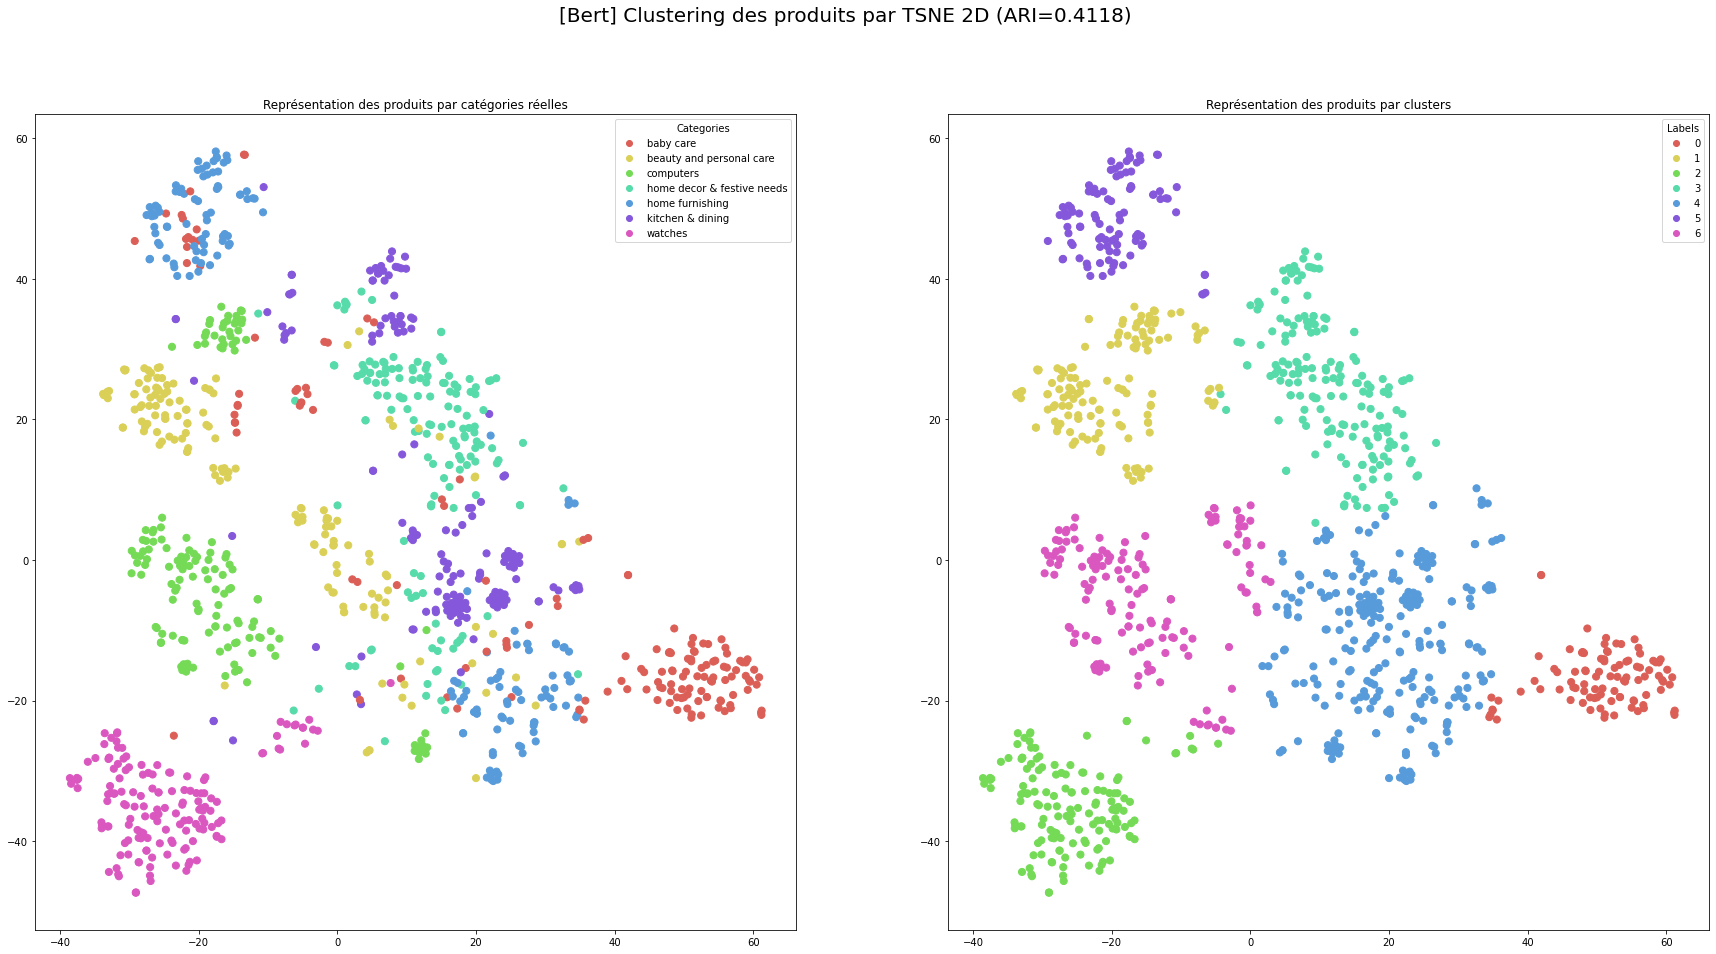 [Bert] Clustering des produits par TSNE 2D (ARI=0.4118)
Représentation des produits par catégories réelles
Categories
baby care
beauty and personal care
computers
home decor & festive needs
home furnishing
kitchen & dining
watches
60
40
20
0
−20
−40
−40
−20
0
20
40
60
Représentation des produits par clusters
Labels
0
1
2
3
4
5
6
60
40
20
0
−20
−40
−40
−20
0
20
40
60